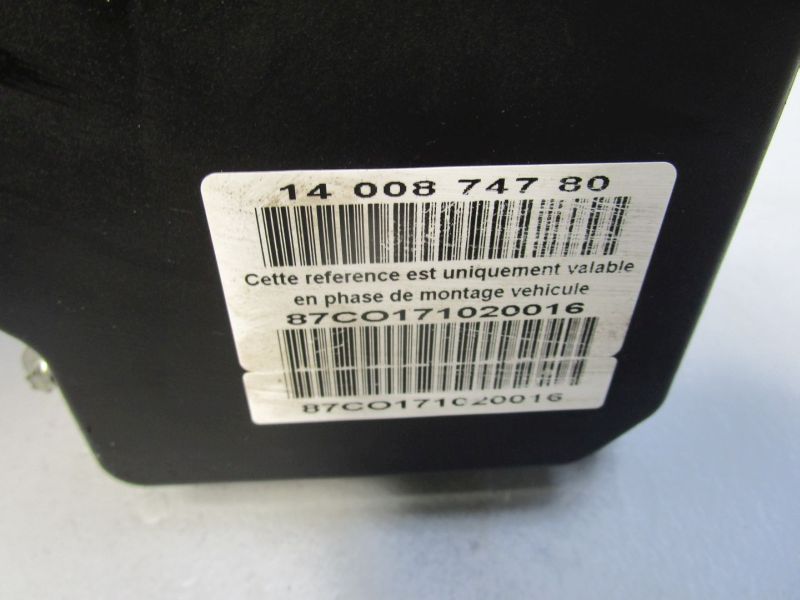 14 008 747 80
Cette reference est uniquement valable
en phase de montage vehicule
87CO171020016
87CO171020016